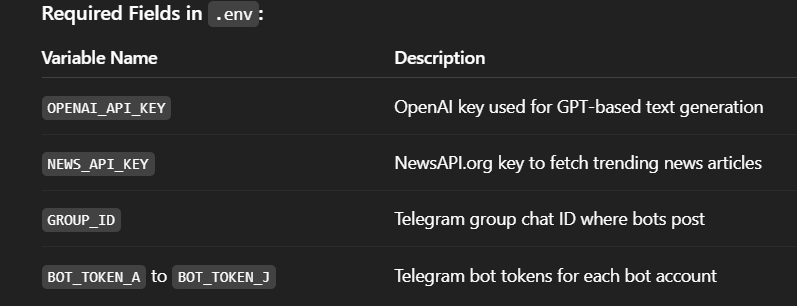 Required Fields in .env:
Variable Name Description
OPENAI_API_KEY OpenAI key used for GPT-based text generation
NEWS_API_KEY NewsAPI.org key to fetch trending news articles
GROUP_ID Telegram group chat ID where bots post
BOT_TOKEN_A to BOT_TOKEN_J Telegram bot tokens for each bot account